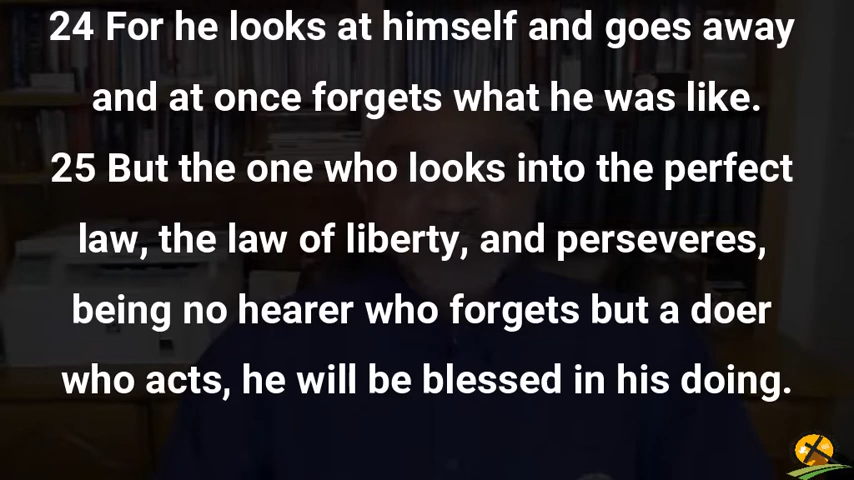 24 For he looks at himself and goes away
and at once forgets what he was like.
25 But the one who looks into the perfect
law, the law of liberty, and perseveres,
being no hearer who forgets but a doer
who acts, he will be blessed in his doing.